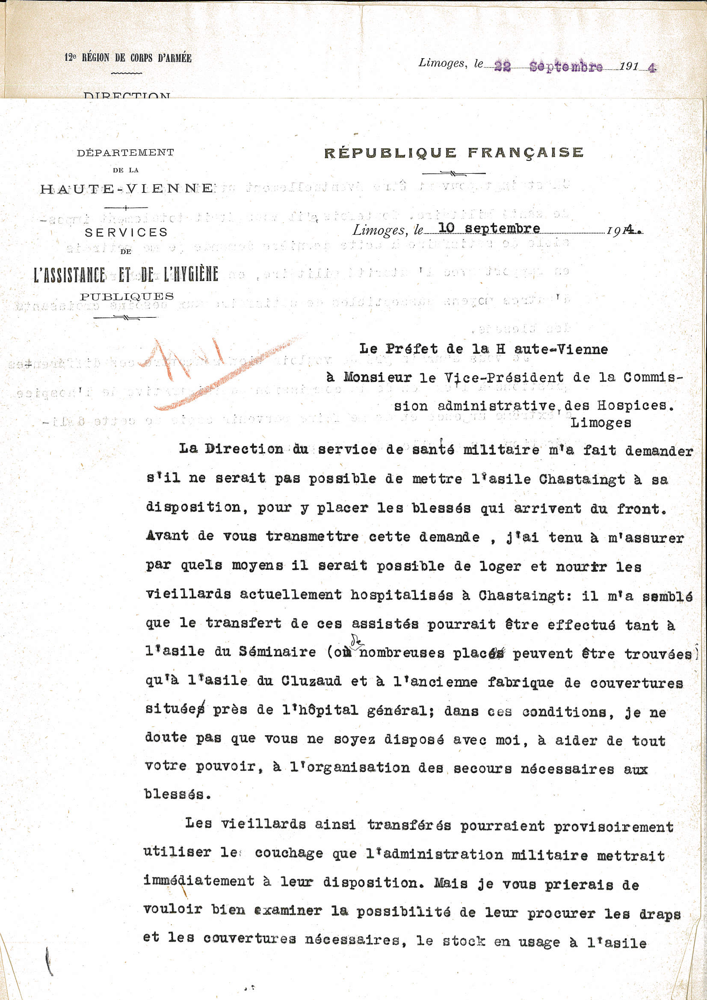 12e RÉGION DE CORPS D'ARMÉE
Limoges, le 22 Septembre 1914
DIRECTION
DÉPARTEMENT
DE LA
HAUTE-VIENNE
SERVICES
DE
L'ASSISTANCE ET DE L'HYGIÈNE
PUBLIQUES
RÉPUBLIQUE FRANÇAISE
Limoges, le 10 septembre 1914.
Le Préfet de la H aute-Vienne
à Monsieur le Vice-Président de la Commis-
sion administrative, des Hospices.
Limoges
La Direction du service de santé militaire m'a fait demander
s'il ne serait pas possible de mettre l'asile Chastaingt à sa
disposition, pour y placer les blessés qui arrivent du front.
Avant de vous transmettre cette demande , j'ai tenu à m'assurer
par quels moyens il serait possible de loger et nourir les
vieillards actuellement hospitalisés à Chastaingt: il m'a semblé
que le transfert de ces assistés pourrait être effectué tant à
l'asile du Séminaire (où de nombreuses places peuvent être trouvées)
qu'à l'asile du Cluzaud et à l'ancienne fabrique de couvertures
située près de l'hôpital général; dans ces conditions, je ne
doute pas que vous ne soyez disposé avec moi, à aider de tout
votre pouvoir, à l'organisation des secours nécessaires aux
blessés.
Les vieillards ainsi transférés pourraient provisoirement
utiliser le couchage que l'administration militaire mettrait
immédiatement à leur disposition. Mais je vous prierais de
vouloir bien examiner la possibilité de leur procurer les draps
et les couvertures nécessaires, le stock en usage à l'asile